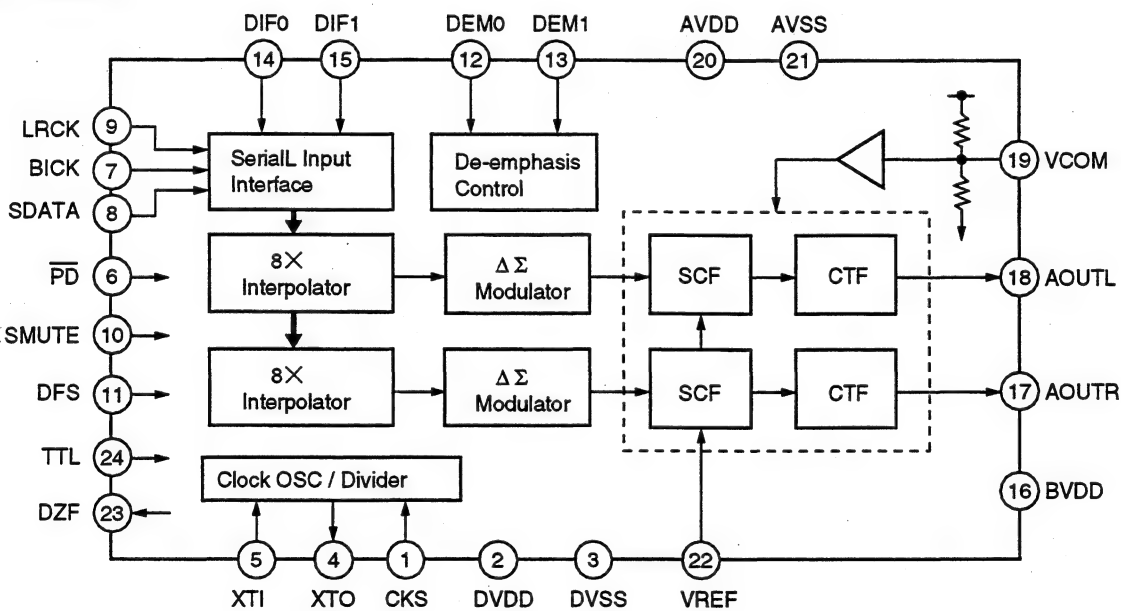 DIF0 DIF1 DEM0 DEM1 AVDD AVSS
14 15 12 13 20 21
LRCK 9
BICK 7
SDATA 8
SerialL Input
Interface
De-emphasis
Control
19 VCOM
PD 6
8×
Interpolator
ΔΣ
Modulator
SCF
CTF
18 AOUTL
SMUTE 10
DFS 11
8×
Interpolator
ΔΣ
Modulator
SCF
CTF
17 AOUTR
TTL 24
DZF 23
Clock OSC / Divider
16 BVDD
5 4 1 2 3 22
XTI XTO CKS DVDD DVSS VREF